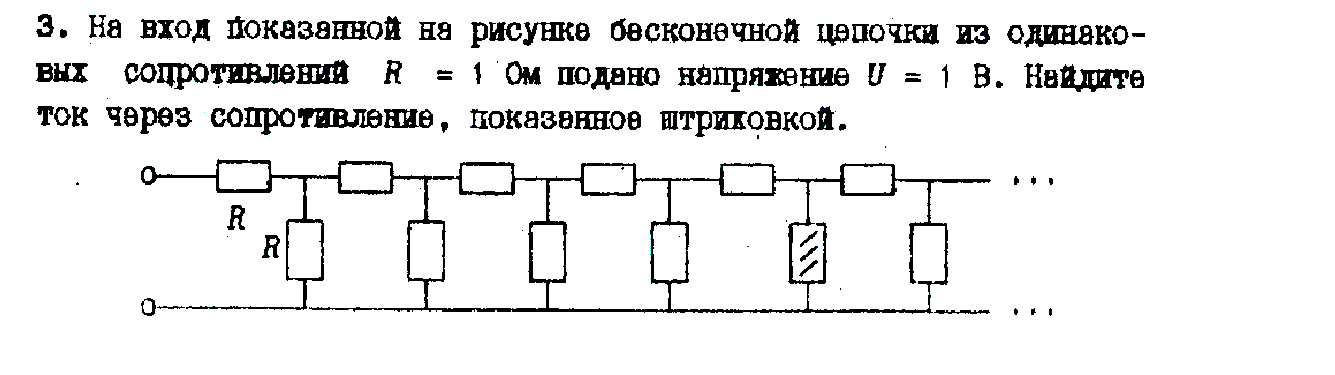 3. На вход показанной на рисунке бесконечной цепочки из одинако-
вых сопротивлений R = 1 Ом подано напряжение U = 1 В. Найдите
ток через сопротивление, показанное штриховкой.
...
R
R
...